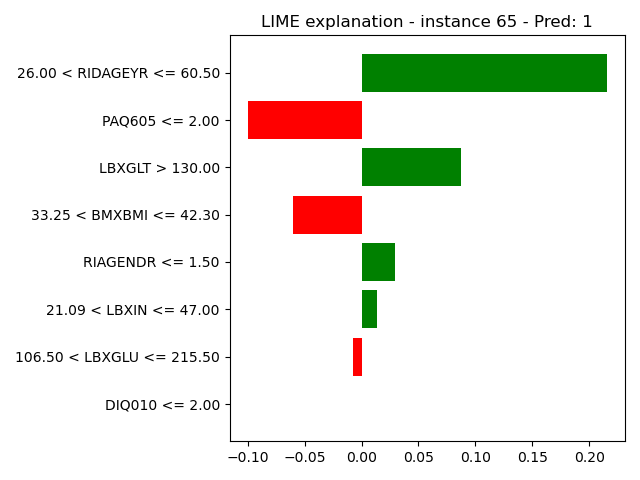 LIME explanation - instance 65 - Pred: 1
26.00 < RIDAGEYR <= 60.50
PAQ605 <= 2.00
LBXGLT > 130.00
33.25 < BMXBMI <= 42.30
RIAGENDR <= 1.50
21.09 < LBXIN <= 47.00
106.50 < LBXGLU <= 215.50
DIQ010 <= 2.00
−0.10 −0.05 0.00 0.05 0.10 0.15 0.20